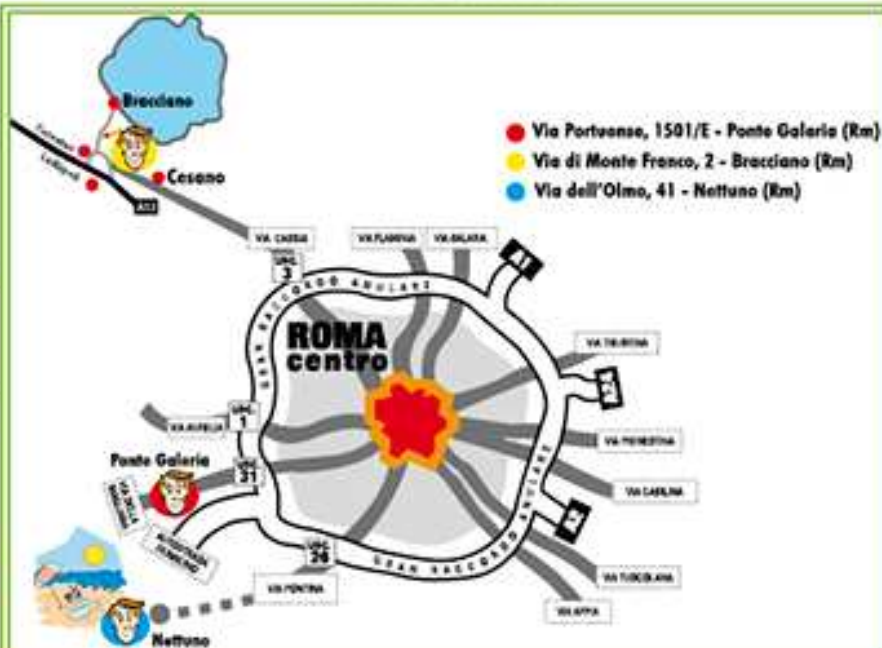 Bracciano
Cesano
A12
Via Portuense, 1501/E - Ponte Galeria (Rm)
Via di Monte Franco, 2 - Bracciano (Rm)
Via dell'Olmo, 41 - Nettuno (Rm)
VIA CASSIA
VIA FLAMINIA
VIA SALARIA
USC. 3
A1
GRAN RACCORDO ANULARE
ROMA
centro
VIA TIBURTINA
VIA AURELIA
USC. 1
VIA PRENESTINA
Ponte Galeria
USC. 31
VIA CASILINA
VIA DELLA
GRAN RACCORDO ANULARE
USC. 26
VIA TUSCOLANA
VIA PONTINA
VIA APPIA
Nettuno